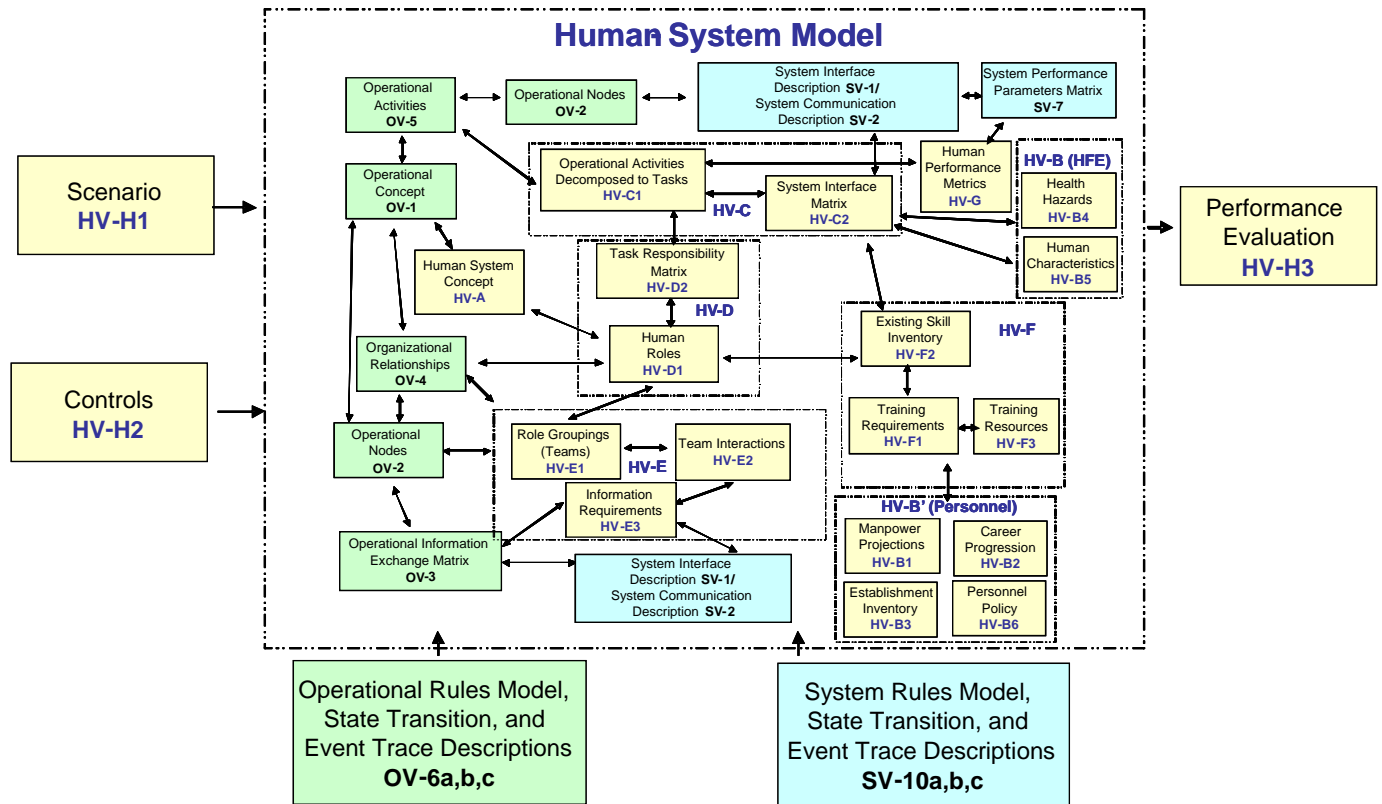 Human System Model
Scenario
HV-H1
Controls
HV-H2
Operational
Activities
OV-5
Operational Nodes
OV-2
System Interface
Description SV-1/
System Communication
Description SV-2
System Performance
Parameters Matrix
SV-7
Operational
Concept
OV-1
Operational Activities
Decomposed to Tasks
HV-C1
HV-C
System Interface
Matrix
HV-C2
Human
Performance
Metrics
HV-G
HV-B (HFE)
Health
Hazards
HV-B4
Human
Characteristics
HV-B5
Performance
Evaluation
HV-H3
Human System
Concept
HV-A
Task Responsibility
Matrix
HV-D2
HV-D
Human
Roles
HV-D1
Existing Skill
Inventory
HV-F2
HV-F
Training
Requirements
HV-F1
Training
Resources
HV-F3
Organizational
Relationships
OV-4
Operational
Nodes
OV-2
Role Groupings
(Teams)
HV-E1
HV-E
Team Interactions
HV-E2
Information
Requirements
HV-E3
Operational Information
Exchange Matrix
OV-3
System Interface
Description SV-1/
System Communication
Description SV-2
HV-B' (Personnel)
Manpower
Projections
HV-B1
Career
Progression
HV-B2
Establishment
Inventory
HV-B3
Personnel
Policy
HV-B6
Operational Rules Model,
State Transition, and
Event Trace Descriptions
OV-6a,b,c
System Rules Model,
State Transition, and
Event Trace Descriptions
SV-10a,b,c